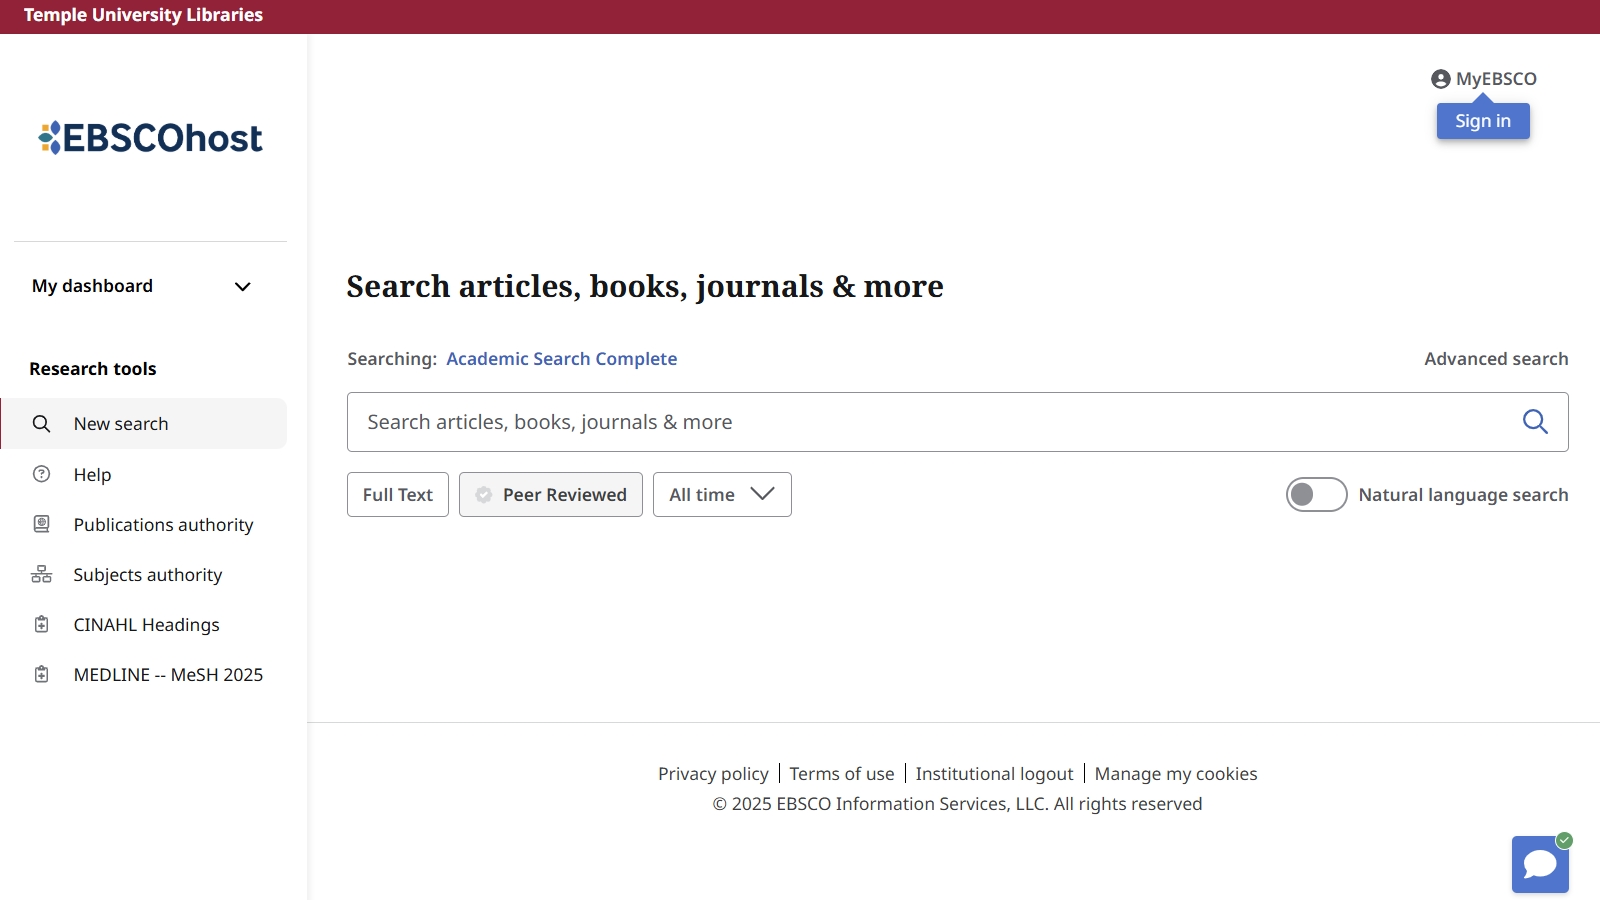 Temple University Libraries
EBSCOhost
MyEBSCO
Sign in
My dashboard
Research tools
New search
Help
Publications authority
Subjects authority
CINAHL Headings
MEDLINE -- MeSH 2025
Search articles, books, journals & more
Searching: Academic Search Complete
Advanced search
Search articles, books, journals & more
Full Text
Peer Reviewed
All time
Natural language search
Privacy policy
Terms of use
Institutional logout
Manage my cookies
© 2025 EBSCO Information Services, LLC. All rights reserved